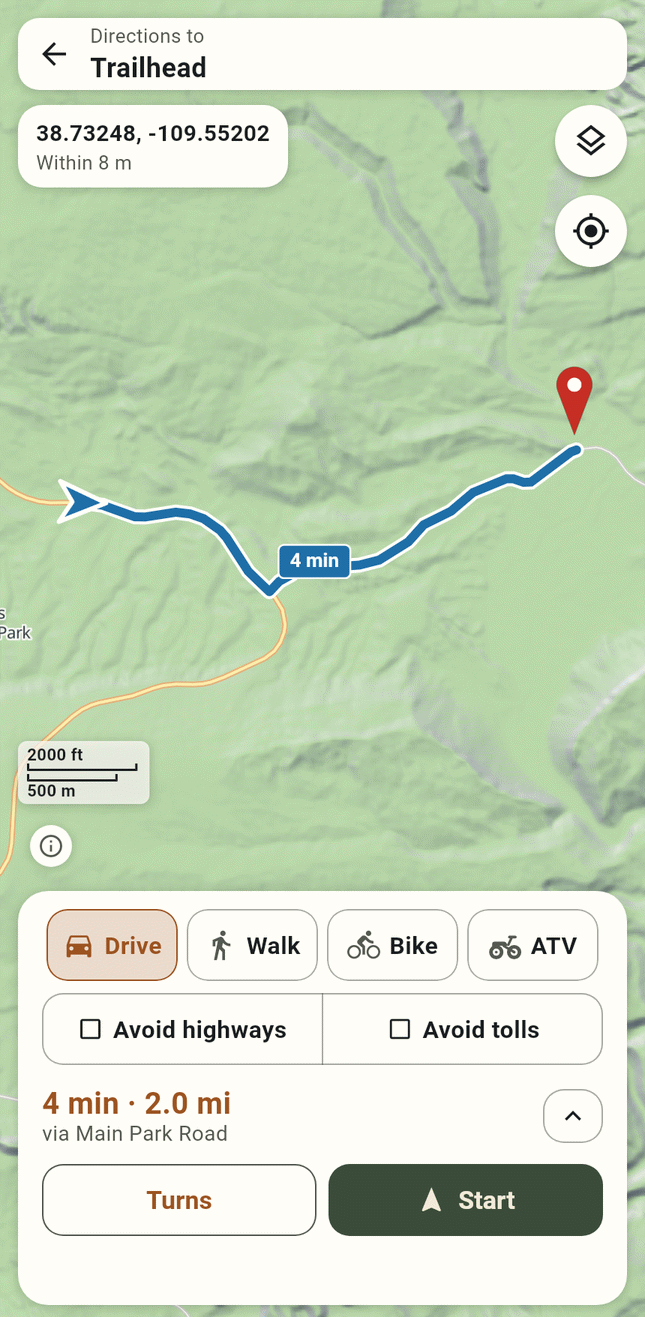 Directions to
Trailhead
38.73248, -109.55202
Within 8 m
4 min
s
Park
2000 ft
500 m
Drive
Walk
Bike
ATV
Avoid highways
Avoid tolls
4 min · 2.0 mi
via Main Park Road
Turns
Start